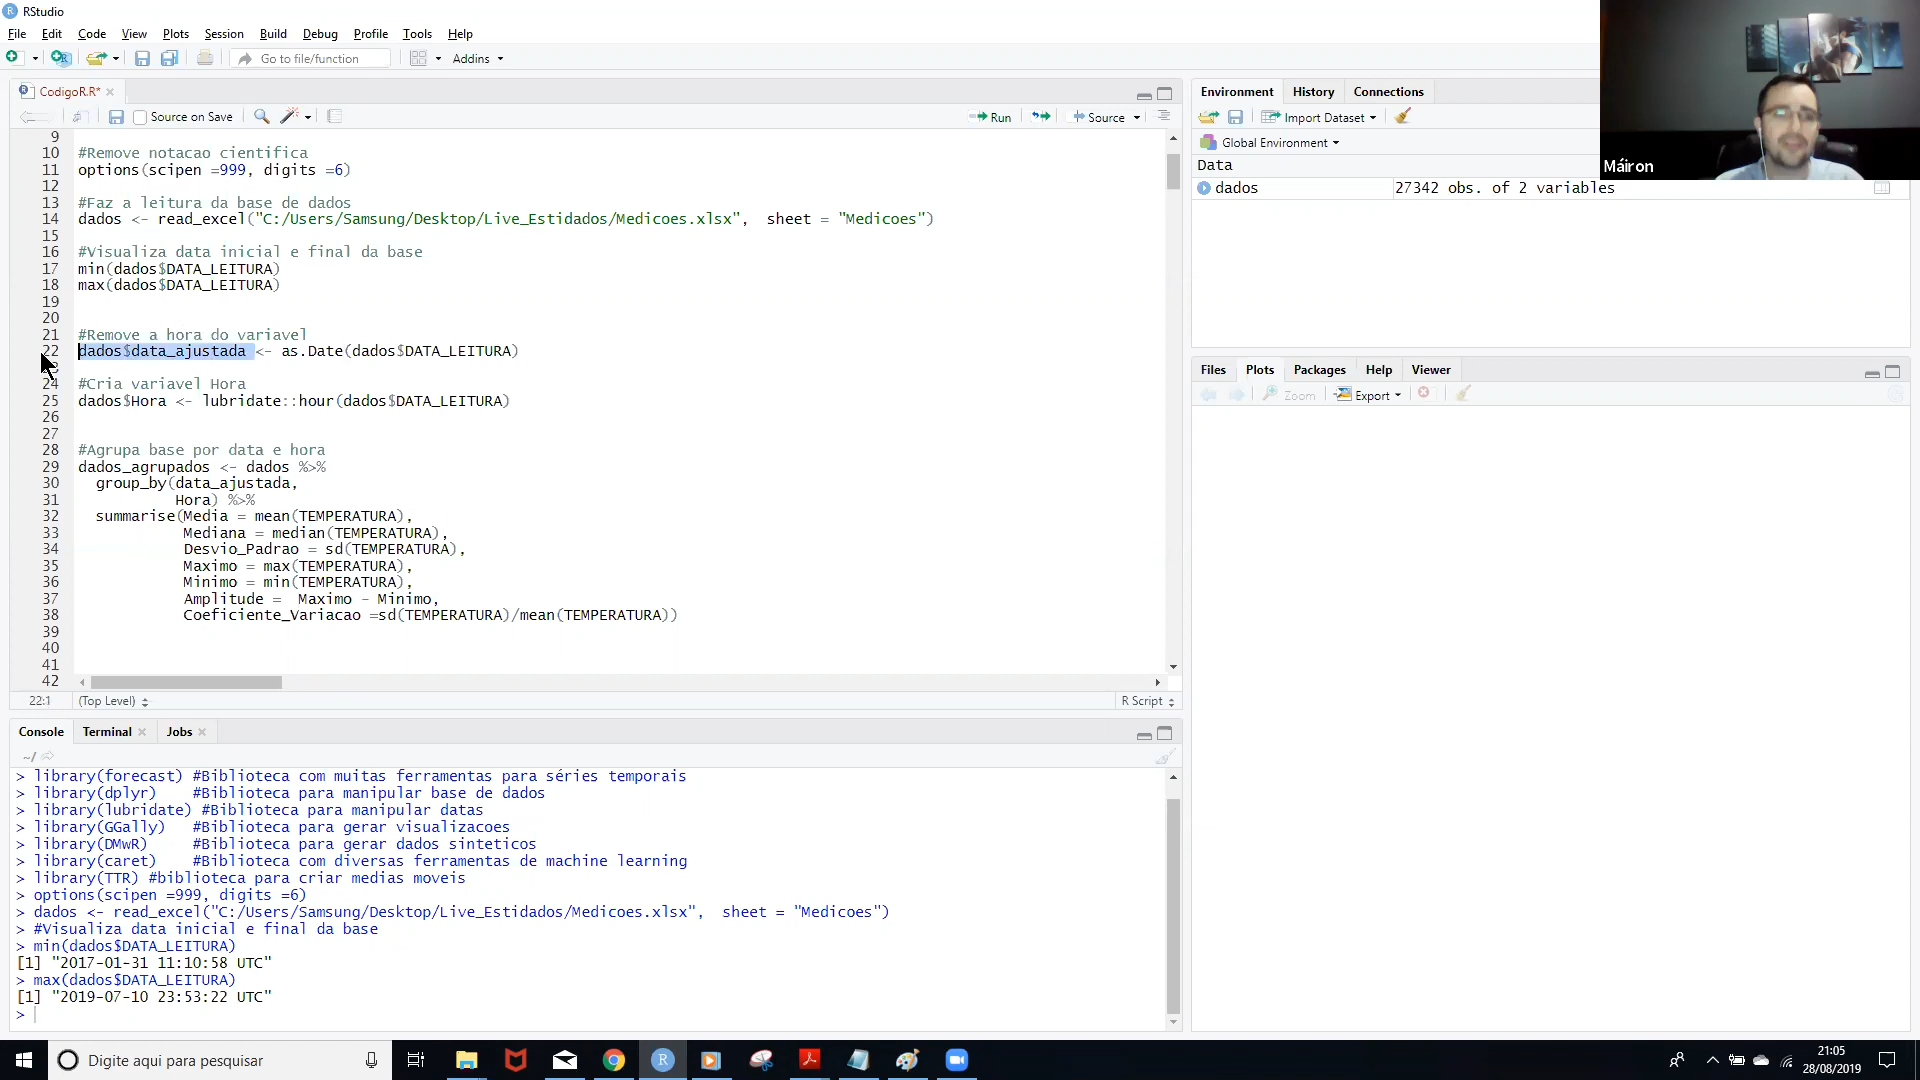 RStudio
File Edit Code View Plots Session Build Debug Profile Tools Help
Go to file/function Addins
CodigoR.R*
Source on Save Run Source
9
10 #Remove notacao cientifica
11 options(scipen =999, digits =6)
12
13 #Faz a leitura da base de dados
14 dados <- read_excel("C:/Users/Samsung/Desktop/Live_Estidados/Medicoes.xlsx", sheet = "Medicoes")
15
16 #Visualiza data inicial e final da base
17 min(dados$DATA_LEITURA)
18 max(dados$DATA_LEITURA)
19
20
21 #Remove a hora do variavel
22 dados$data_ajustada <- as.Date(dados$DATA_LEITURA)
24 #Cria variavel Hora
25 dados$Hora <- lubridate::hour(dados$DATA_LEITURA)
26
27
28 #Agrupa base por data e hora
29 dados_agrupados <- dados %>%
30 group_by(data_ajustada,
31 Hora) %>%
32 summarise(Media = mean(TEMPERATURA),
33 Mediana = median(TEMPERATURA),
34 Desvio_Padrao = sd(TEMPERATURA),
35 Maximo = max(TEMPERATURA),
36 Minimo = min(TEMPERATURA),
37 Amplitude = Maximo - Minimo,
38 Coeficiente_Variacao =sd(TEMPERATURA)/mean(TEMPERATURA))
39
40
41
42
22:1 (Top Level) R Script
Console Terminal Jobs
~/
> library(forecast) #Biblioteca com muitas ferramentas para séries temporais
> library(dplyr) #Biblioteca para manipular base de dados
> library(lubridate) #Biblioteca para manipular datas
> library(GGally) #Biblioteca para gerar visualizacoes
> library(DMwR) #Biblioteca para gerar dados sinteticos
> library(caret) #Biblioteca com diversas ferramentas de machine learning
> library(TTR) #biblioteca para criar medias moveis
> options(scipen =999, digits =6)
> dados <- read_excel("C:/Users/Samsung/Desktop/Live_Estidados/Medicoes.xlsx", sheet = "Medicoes")
> #Visualiza data inicial e final da base
> min(dados$DATA_LEITURA)
[1] "2017-01-31 11:10:58 UTC"
> max(dados$DATA_LEITURA)
[1] "2019-07-10 23:53:22 UTC"
>
Environment History Connections
Import Dataset
Global Environment
Data
dados 27342 obs. of 2 variables
Máiron
Files Plots Packages Help Viewer
Zoom Export
Digite aqui para pesquisar
21:05
28/08/2019